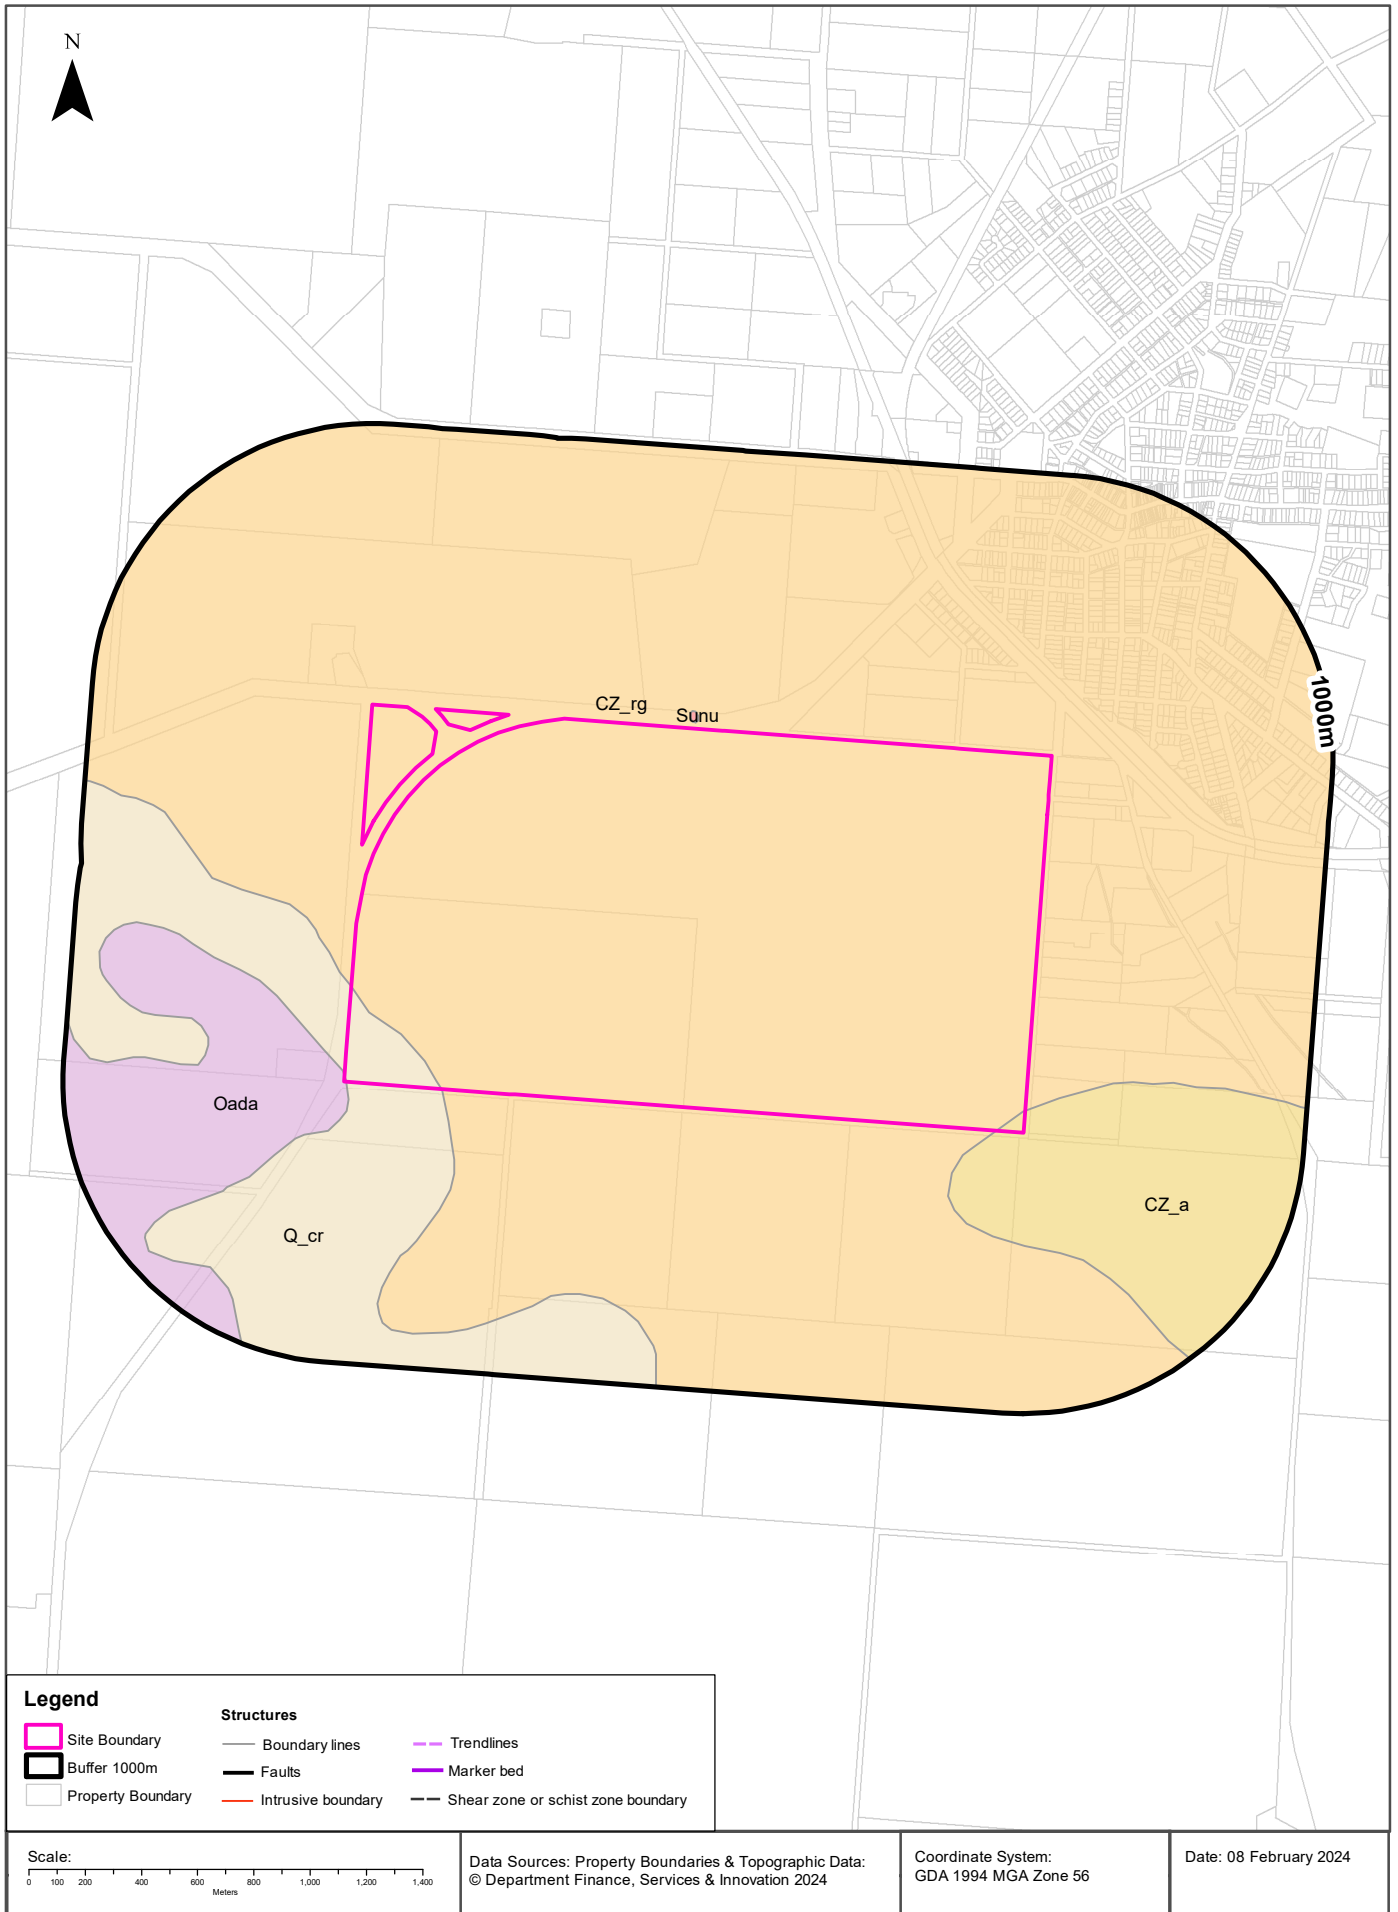 N
CZ_rg
Sunu
1000m
Oada
CZ_a
Q_cr
Legend
Site Boundary
Buffer 1000m
Property Boundary
Structures
Boundary lines
Faults
Intrusive boundary
Trendlines
Marker bed
Shear zone or schist zone boundary
Scale:
0 100 200 400 600 800 1,000 1,200 1,400
Meters
Data Sources: Property Boundaries & Topographic Data:
© Department Finance, Services & Innovation 2024
Coordinate System:
GDA 1994 MGA Zone 56
Date: 08 February 2024